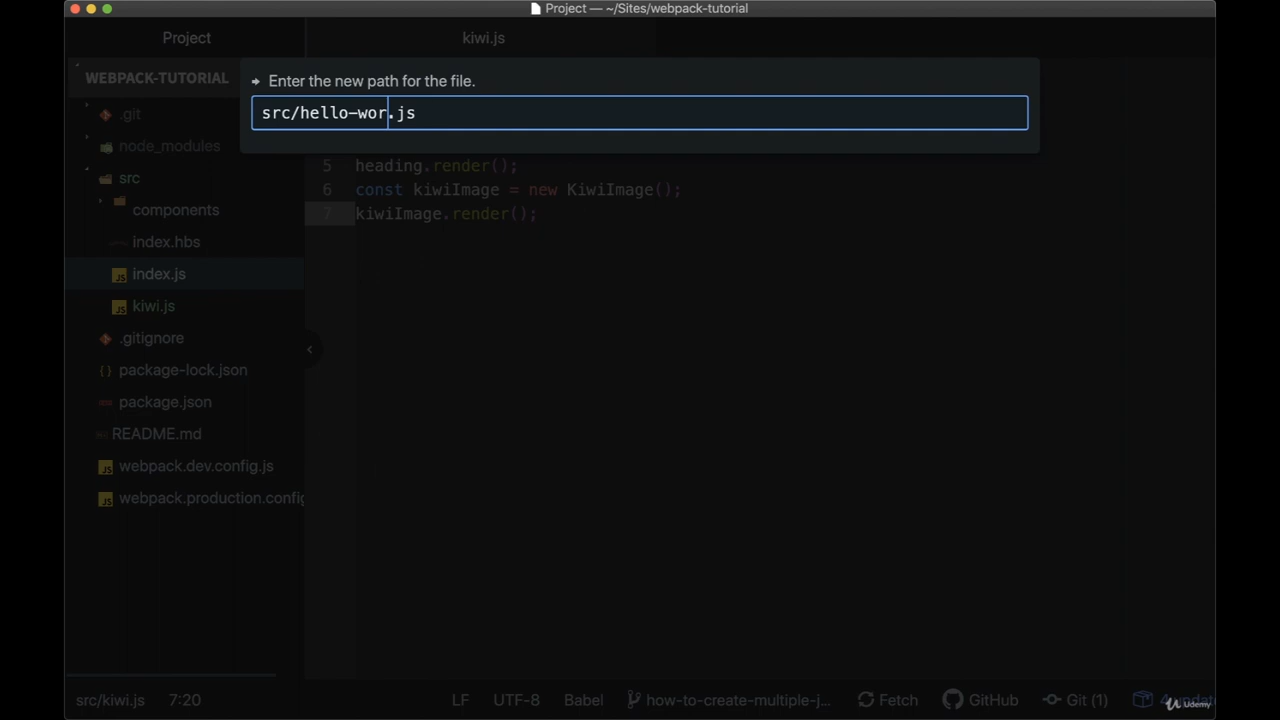 Project — ~/Sites/webpack-tutorial
Project
kiwi.js
WEBPACK-TUTORIAL
Enter the new path for the file.
src/hello-wor.js
.git
node_modules
src
components
index.hbs
index.js
kiwi.js
.gitignore
package-lock.json
package.json
README.md
webpack.dev.config.js
webpack.production.config
5 heading.render();
6 const kiwiImage = new KiwiImage();
7 kiwiImage.render();
src/kiwi.js 7:20 LF UTF-8 Babel how-to-create-multiple-j... Fetch GitHub Git (1)
Udemy